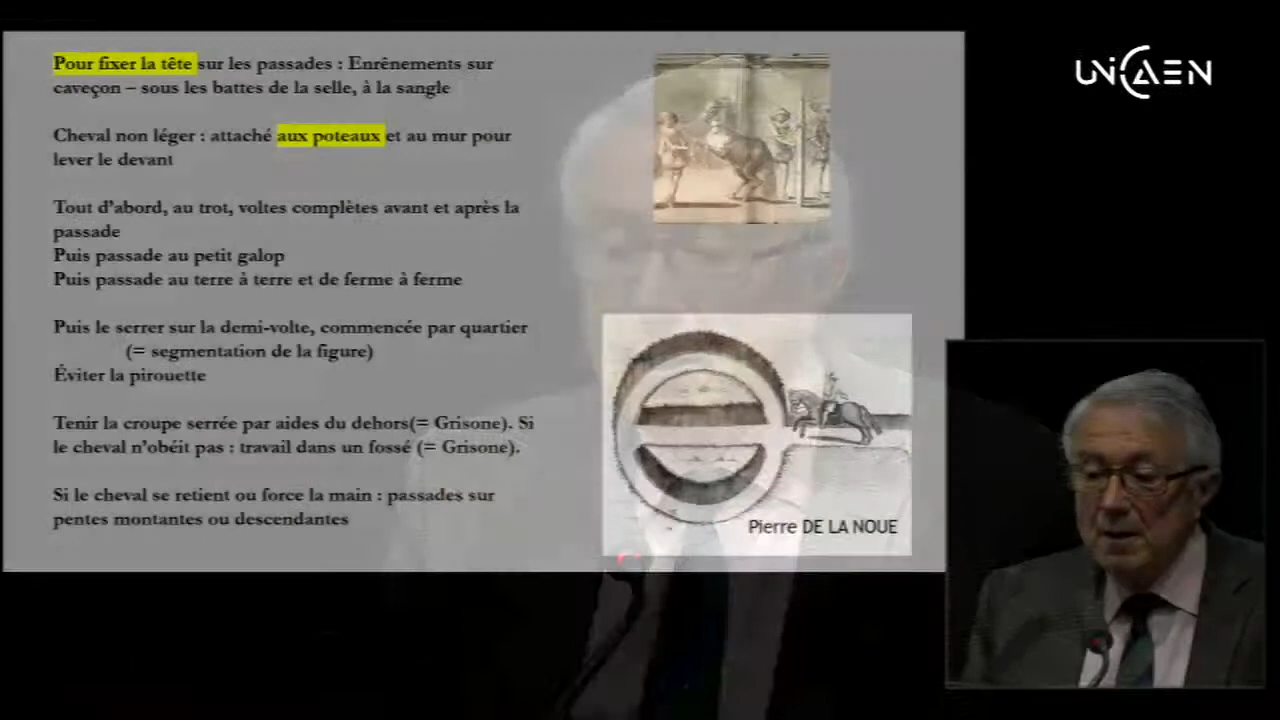 Pour fixer la tête sur les passades : Enrênements sur
caveçon – sous les battes de la selle, à la sangle
Cheval non léger : attaché aux poteaux et au mur pour
lever le devant
Tout d'abord, au trot, voltes complètes avant et après la
passade
Puis passade au petit galop
Puis passade au terre à terre et de ferme à ferme
Puis le serrer sur la demi-volte, commencée par quartier
(= segmentation de la figure)
Éviter la pirouette
Tenir la croupe serrée par aides du dehors(= Grisone). Si
le cheval n'obéit pas : travail dans un fossé (= Grisone).
Si le cheval se retient ou force la main : passades sur
pentes montantes ou descendantes
Pierre DE LA NOUE
UNICAEN